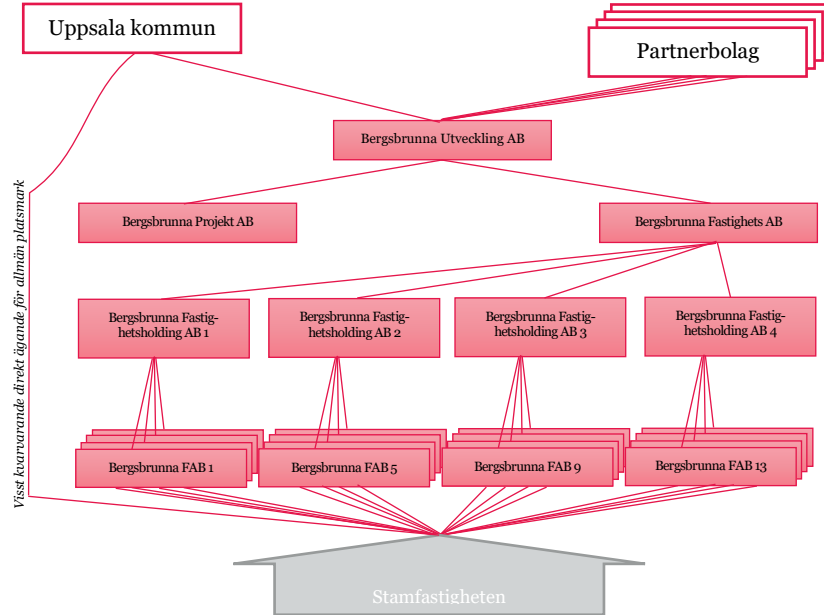 Uppsala kommun
Partnerbolag
Bergsbrunna Utveckling AB
Bergsbrunna Projekt AB
Bergsbrunna Fastighets AB
Bergsbrunna Fastig-
hetsholding AB 1
Bergsbrunna Fastig-
hetsholding AB 2
Bergsbrunna Fastig-
hetsholding AB 3
Bergsbrunna Fastig-
hetsholding AB 4
Visst kvarvarande direkt ägande för allmän platsmark
Bergsbrunna FAB 1
Bergsbrunna FAB 5
Bergsbrunna FAB 9
Bergsbrunna FAB 13
Stamfastigheten